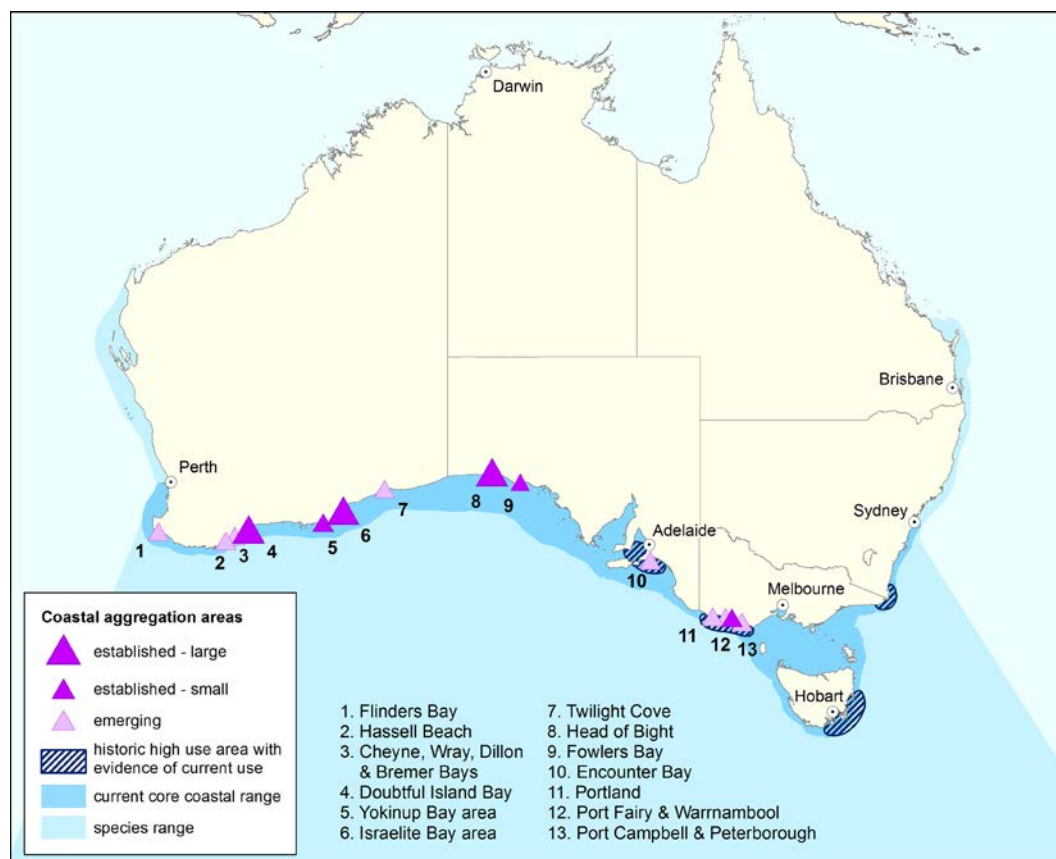 Darwin
Brisbane
Perth
Sydney
Adelaide
Melbourne
Hobart
1
2
3
4
5
6
7
8
9
10
11
12
13
Coastal aggregation areas
established - large
established - small
emerging
historic high use area with
evidence of current use
current core coastal range
species range
1. Flinders Bay
2. Hassell Beach
3. Cheyne, Wray, Dillon
& Bremer Bays
4. Doubtful Island Bay
5. Yokinup Bay area
6. Israelite Bay area
7. Twilight Cove
8. Head of Bight
9. Fowlers Bay
10. Encounter Bay
11. Portland
12. Port Fairy & Warrnambool
13. Port Campbell & Peterborough